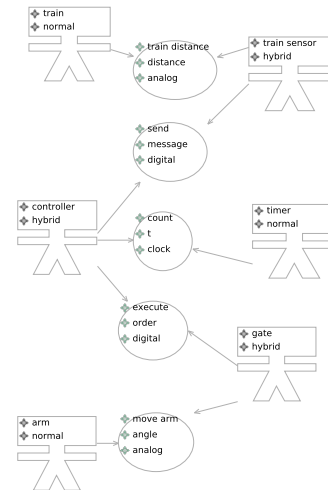 train
normal
train distance
distance
analog
train sensor
hybrid
send
message
digital
controller
hybrid
count
t
clock
timer
normal
execute
order
digital
gate
hybrid
arm
normal
move arm
angle
analog